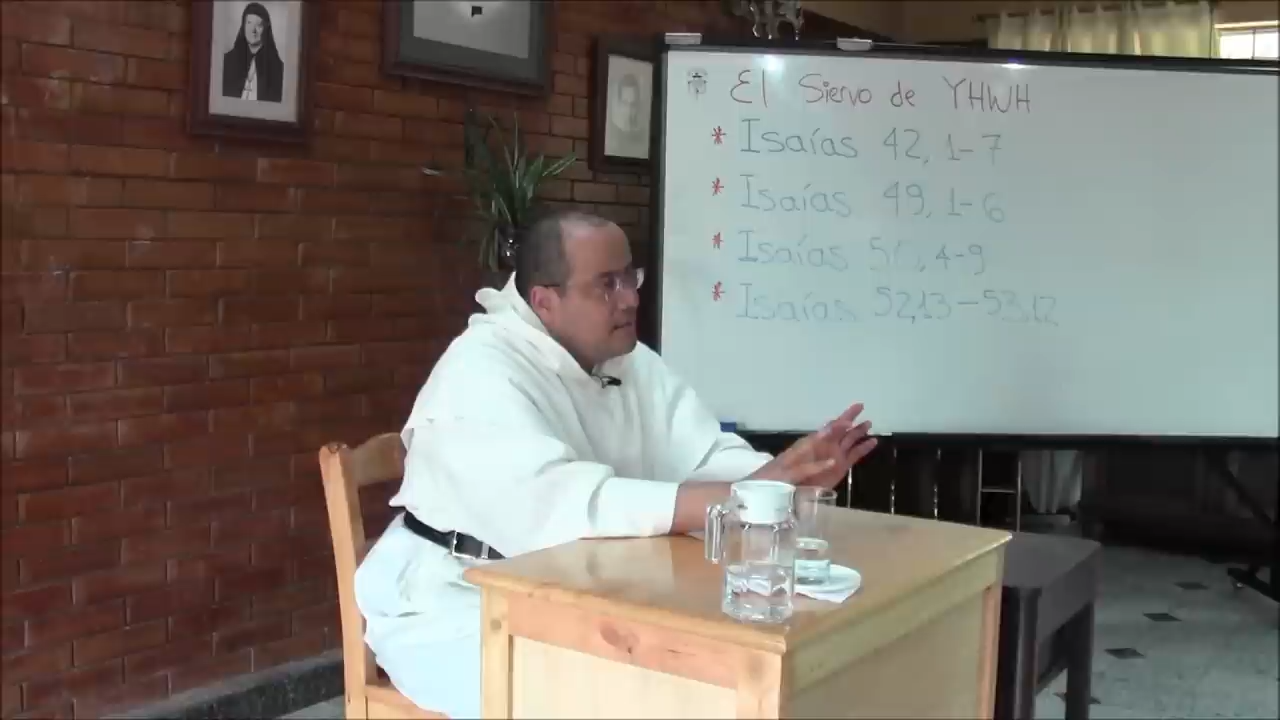 El Siervo de YHWH
* Isaías 42, 1-7
* Isaías 49, 1-6
* Isaías 50, 4-9
* Isaías 52,13-53,12